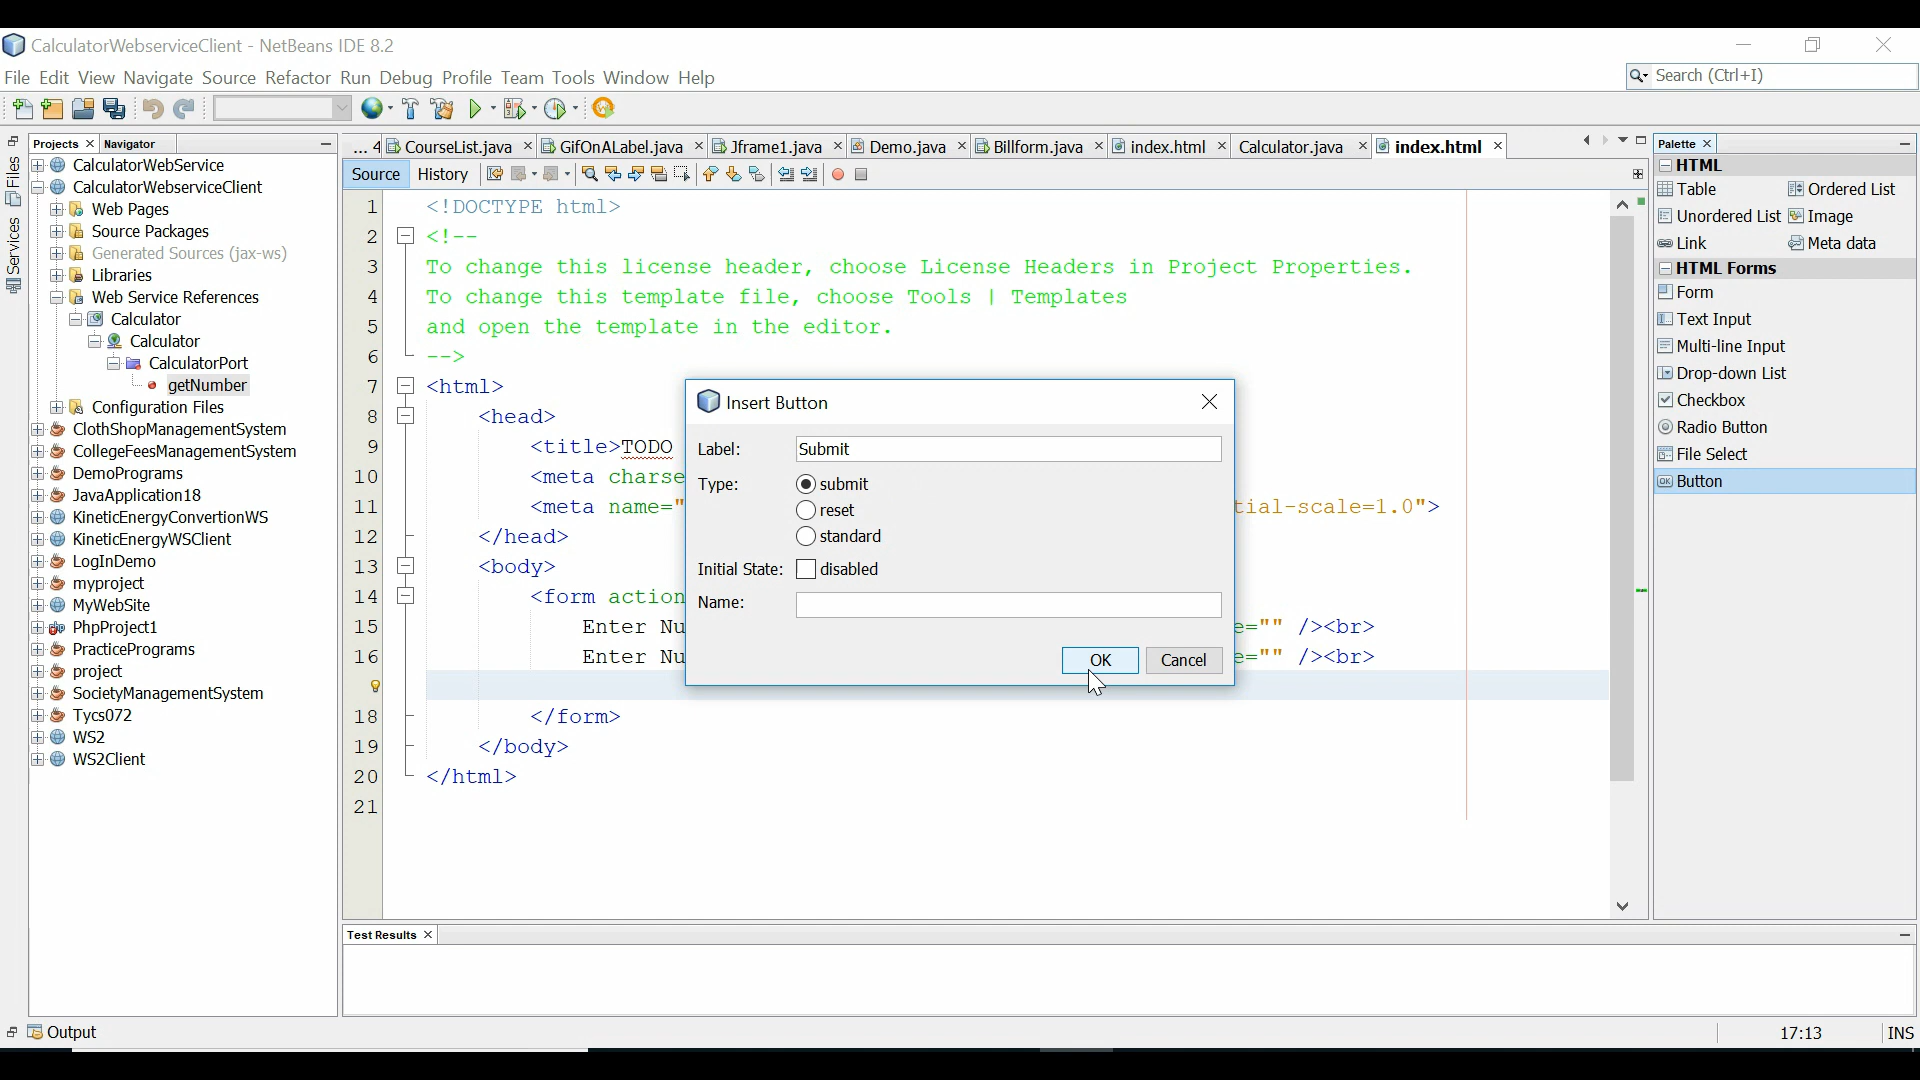 CalculatorWebserviceClient - NetBeans IDE 8.2
File Edit View Navigate Source Refactor Run Debug Profile Team Tools Window Help
Search (Ctrl+I)
Projects
Navigator
Files
Services
CalculatorWebService
CalculatorWebserviceClient
Web Pages
Source Packages
Generated Sources (jax-ws)
Libraries
Web Service References
Calculator
Calculator
CalculatorPort
getNumber
Configuration Files
ClothShopManagementSystem
CollegeFeesManagementSystem
DemoPrograms
JavaApplication18
KineticEnergyConvertionWS
KineticEnergyWSClient
LogInDemo
myproject
MyWebSite
PhpProject1
PracticePrograms
project
SocietyManagementSystem
Tycs072
WS2
WS2Client
... 4 CourseList.java GifOnALabel.java Jframe1.java Demo.java Billform.java index.html Calculator.java index.html
Source History
1 <!DOCTYPE html>
2 <!--
3 To change this license header, choose License Headers in Project Properties.
4 To change this template file, choose Tools | Templates
5 and open the template in the editor.
6 -->
7 <html>
8 <head>
9 <title>TODO
10 <meta charse
11 <meta name=" tial-scale=1.0">
12 </head>
13 <body>
14 <form action
15 Enter Nu e="" /><br>
16 Enter Nu e="" /><br>
18 </form>
19 </body>
20 </html>
21
Insert Button
Label: Submit
Type: submit
reset
standard
Initial State: disabled
Name:
OK Cancel
Palette
HTML
Table Ordered List
Unordered List Image
Link Meta data
HTML Forms
Form
Text Input
Multi-line Input
Drop-down List
Checkbox
Radio Button
File Select
OK Button
Test Results
Output
17:13 INS